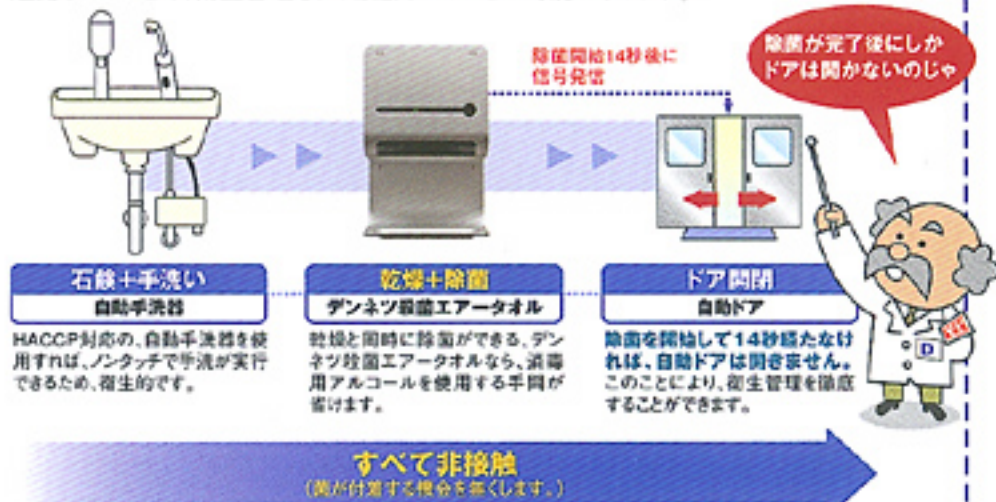 除菌開始14秒後に
信号発信
除菌が完了後にしか
ドアは開かないのじゃ
石鹸+手洗い
自動手洗器
HACCP対応の、自動手洗器を使
用すれば、ノンタッチで手洗が実行
できるため、衛生的です。
乾燥+除菌
デンネツ殺菌エアータオル
乾燥と同時に除菌ができる、デン
ネツ殺菌エアータオルなら、消毒
用アルコールを使用する手間が
省けます。
ドア開閉
自動ドア
除菌を開始して14秒経たなけ
れば、自動ドアは開きません。
このことにより、衛生管理を徹底
することができます。
D
すべて非接触
(菌が付着する機会を無くします。)